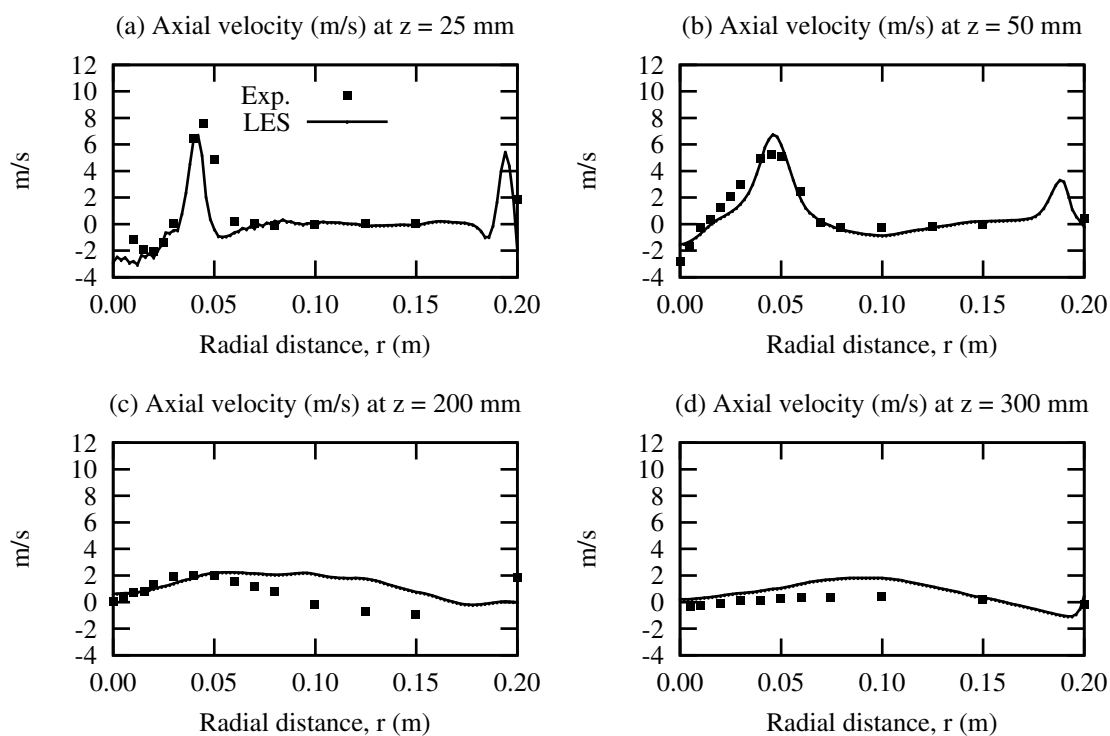 (a) Axial velocity (m/s) at z = 25 mm
12
10
8
6
4
2
0
-2
-4
m/s
Exp.
LES
0.00 0.05 0.10 0.15 0.20
Radial distance, r (m)
(b) Axial velocity (m/s) at z = 50 mm
12
10
8
6
4
2
0
-2
-4
m/s
0.00 0.05 0.10 0.15 0.20
Radial distance, r (m)
(c) Axial velocity (m/s) at z = 200 mm
12
10
8
6
4
2
0
-2
-4
m/s
0.00 0.05 0.10 0.15 0.20
Radial distance, r (m)
(d) Axial velocity (m/s) at z = 300 mm
12
10
8
6
4
2
0
-2
-4
m/s
0.00 0.05 0.10 0.15 0.20
Radial distance, r (m)